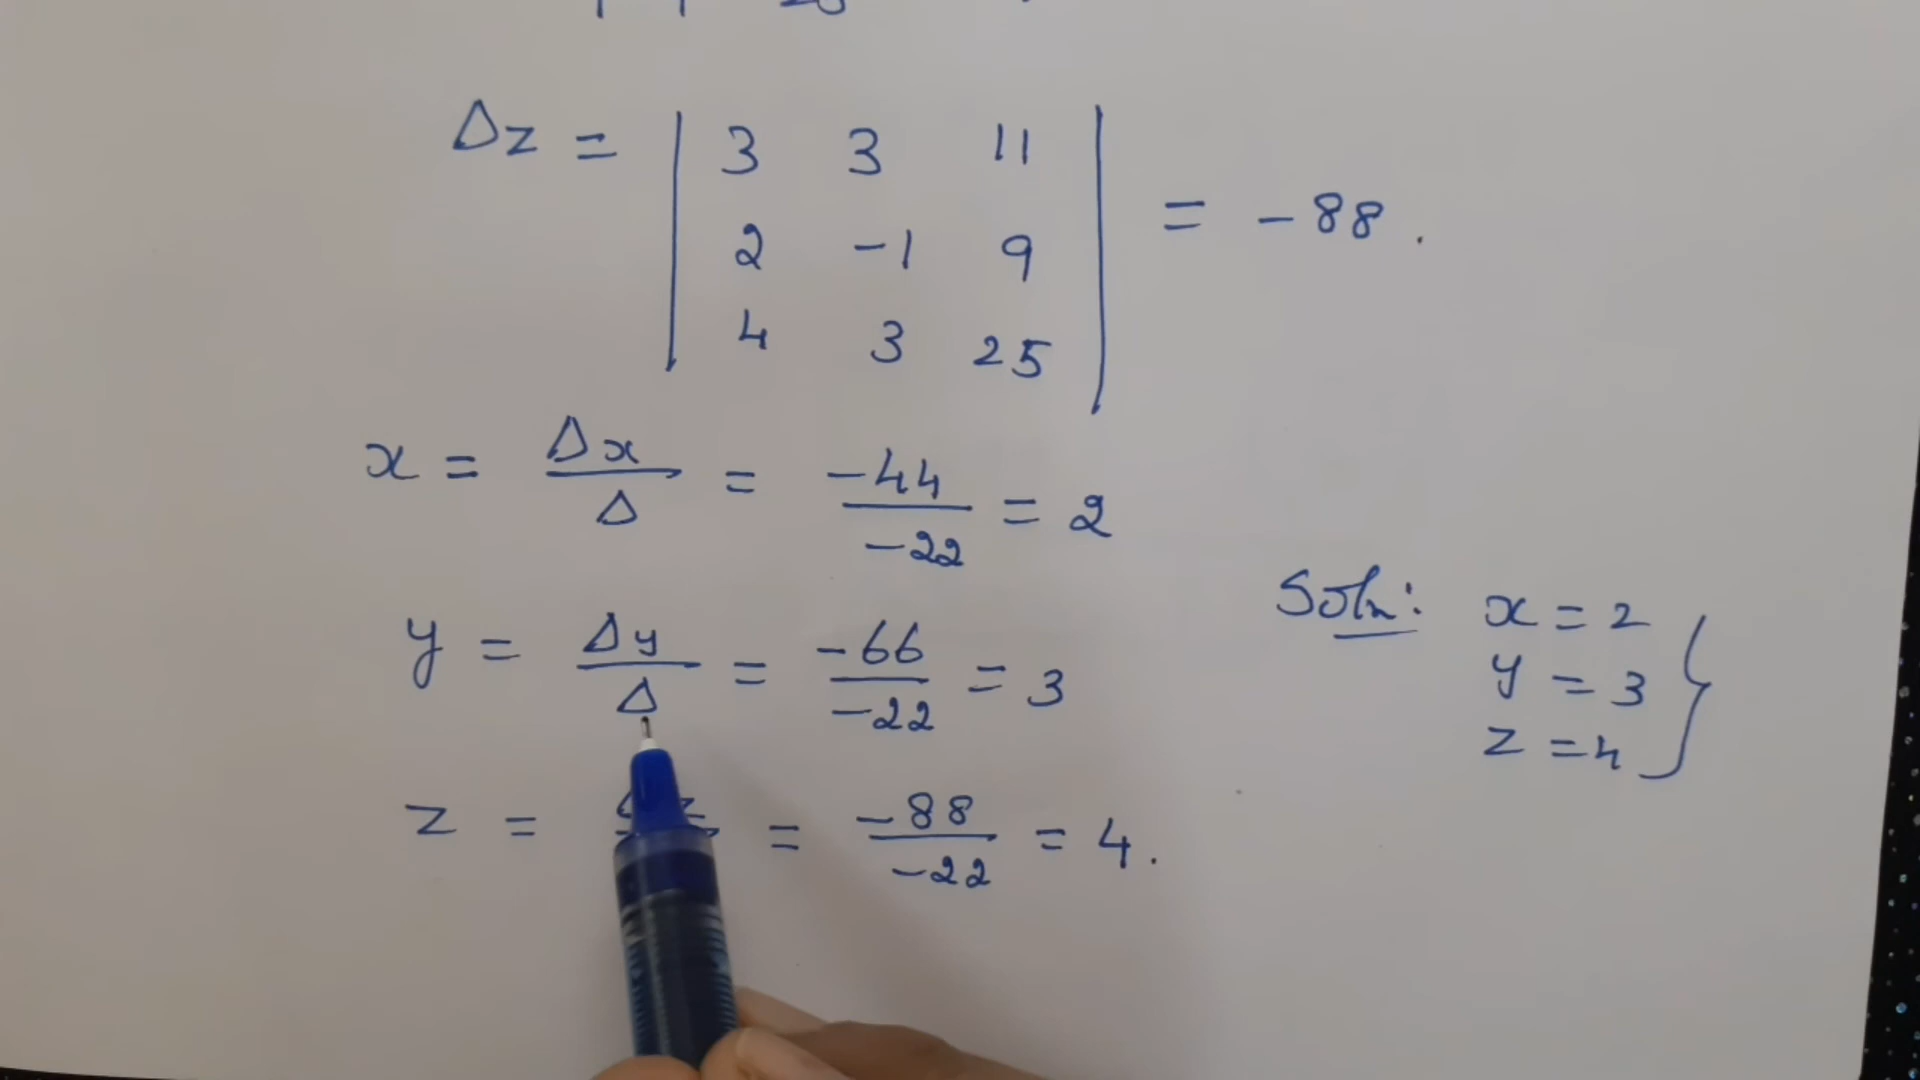 Δz = | 3 3 11 |
| 2 -1 9 | = -88.
| 4 3 25 |
x = Δx/Δ = -44/-22 = 2
y = Δy/Δ = -66/-22 = 3
z = = -88/-22 = 4.
Soln: x = 2
y = 3
z = 4 }